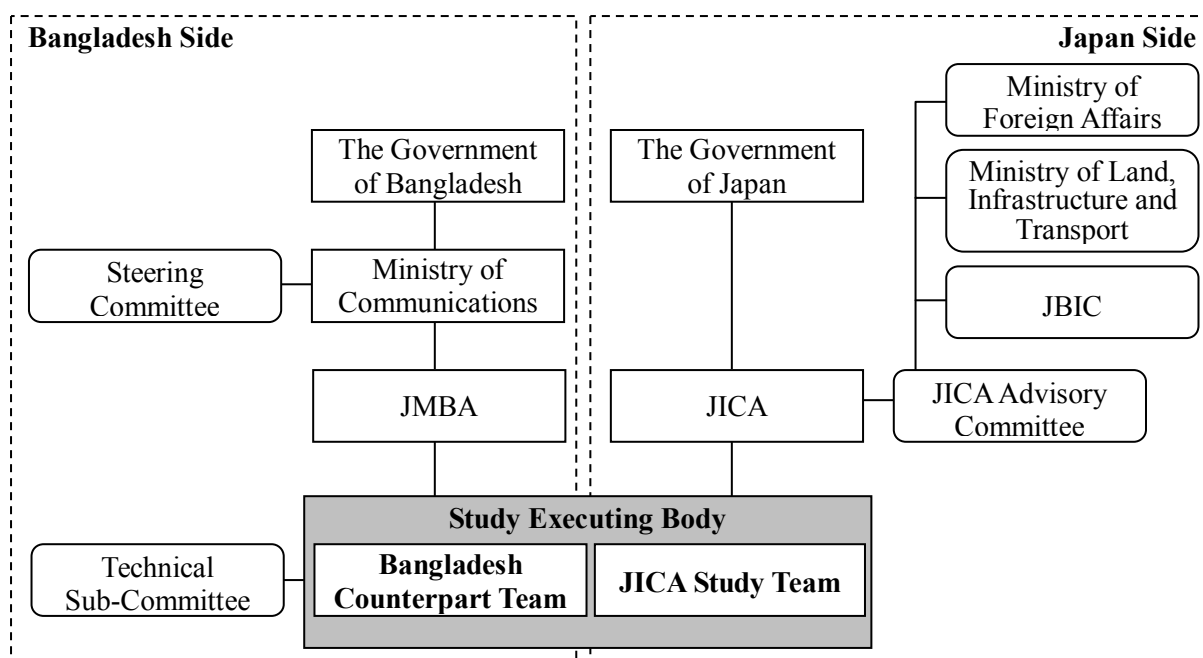 Bangladesh Side
Japan Side
Ministry of
Foreign Affairs
The Government
of Bangladesh
The Government
of Japan
Ministry of Land,
Infrastructure and
Transport
Steering
Committee
Ministry of
Communications
JBIC
JMBA
JICA
JICA Advisory
Committee
Study Executing Body
Technical
Sub-Committee
Bangladesh
Counterpart Team
JICA Study Team